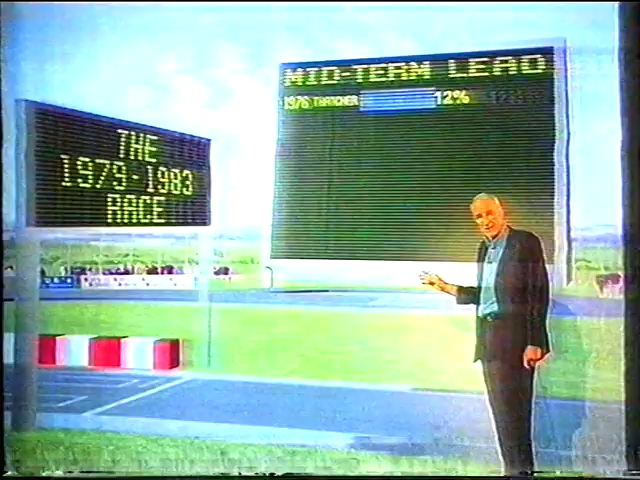 THE
1979-1983
RACE
MID-TERM LEAD
1976 THATCHER 12%